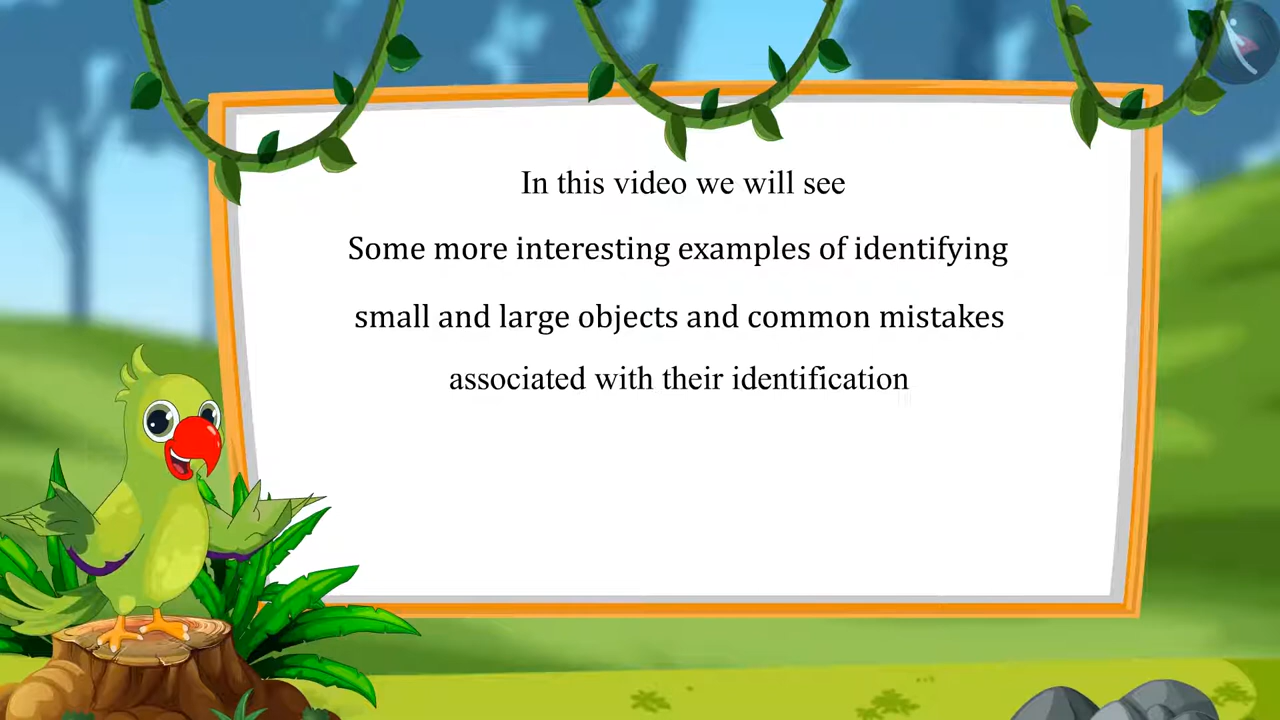 In this video we will see
Some more interesting examples of identifying
small and large objects and common mistakes
associated with their identification